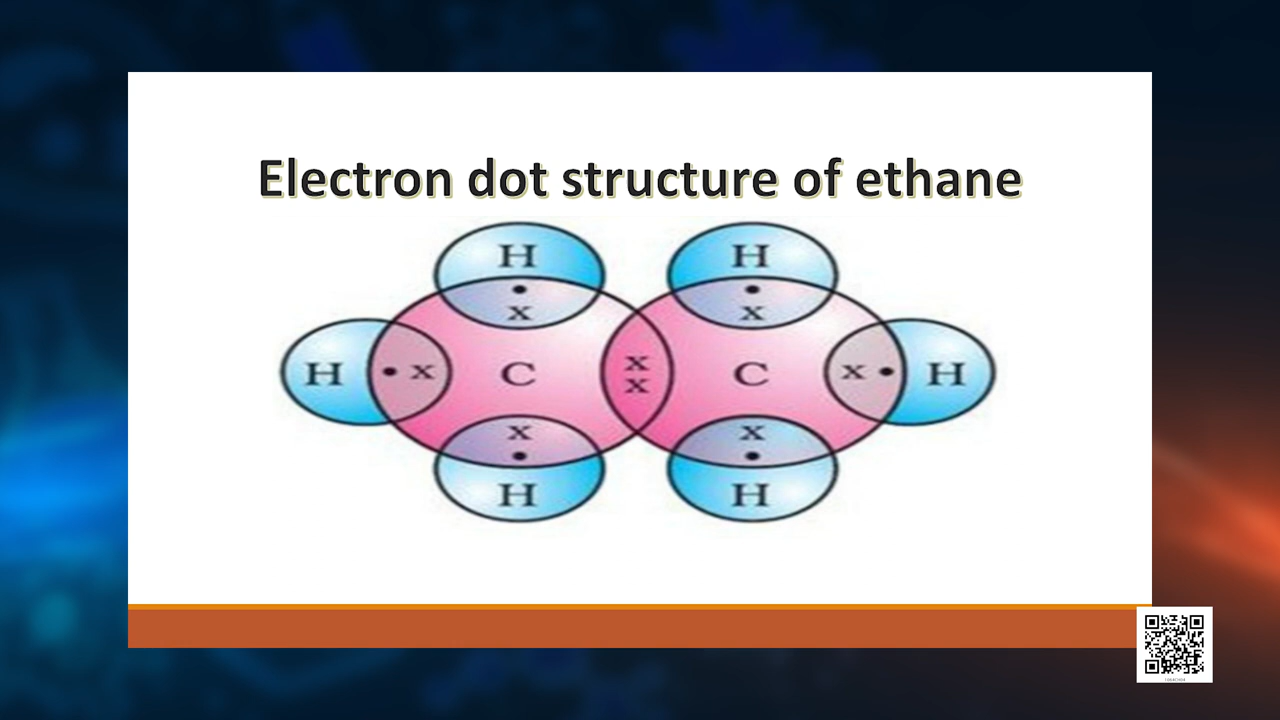 Electron dot structure of ethane
H H
• •
x x
H • x C x x C x • H
x x
• •
H H